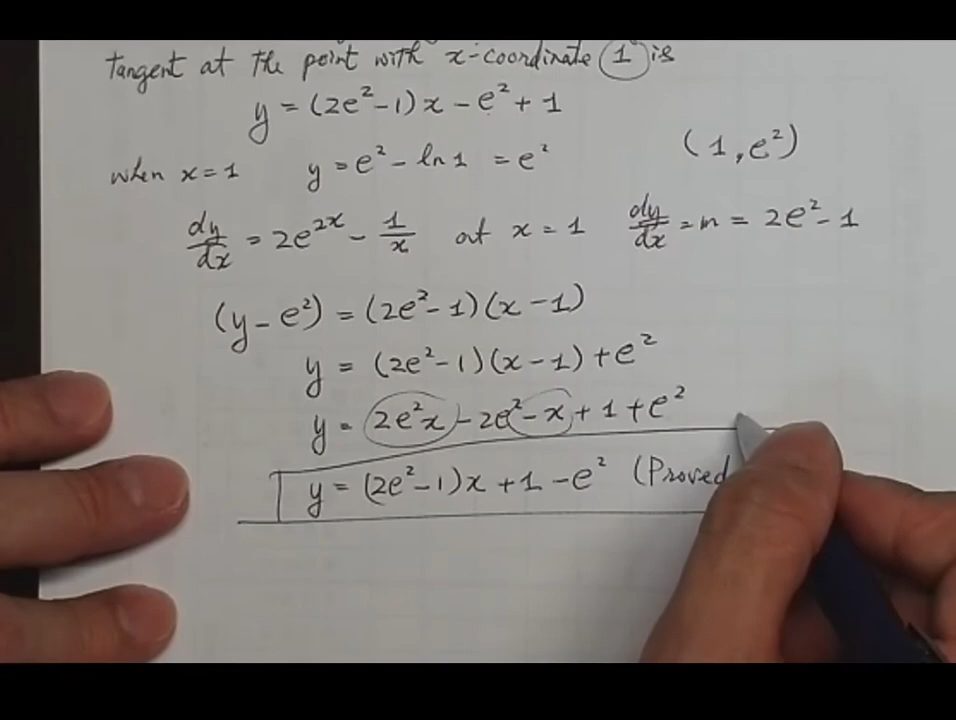 tangent at the point with x-coordinate 1 is
y = (2e²-1)x - e² + 1
(1, e²)
when x=1 y = e² - ln 1 = e²
dy/dx = 2e^{2x} - 1/x at x = 1 dy/dx = m = 2e² - 1
(y - e²) = (2e²-1)(x-1)
y = (2e²-1)(x-1) + e²
y = 2e²x - 2e² - x + 1 + e²
y = (2e²-1)x + 1 - e² (Proved